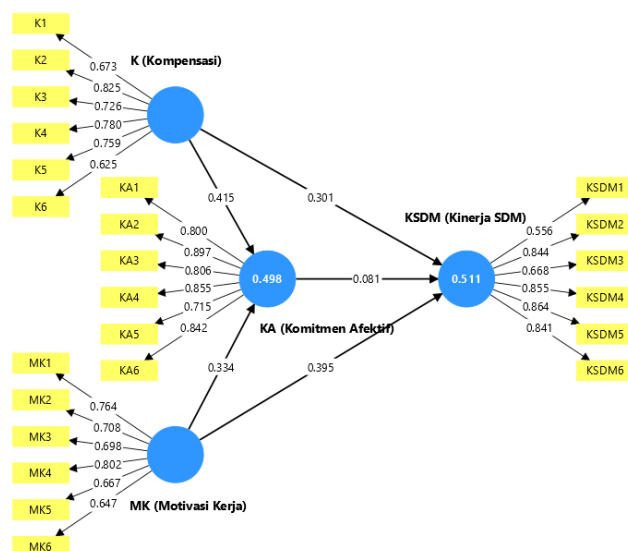 K1
K2
K3
K4
K5
K6
K (Kompensasi)
0.673
0.825
0.726
0.780
0.759
0.625
0.415
0.301
KA1
KA2
KA3
KA4
KA5
KA6
0.800
0.897
0.806
0.855
0.715
0.842
0.498
KA (Komitmen Afektif)
0.081
KSDM (Kinerja SDM)
0.511
0.556
0.844
0.668
0.855
0.864
0.841
KSDM1
KSDM2
KSDM3
KSDM4
KSDM5
KSDM6
0.334
0.395
MK1
MK2
MK3
MK4
MK5
MK6
0.764
0.708
0.698
0.802
0.667
0.647
MK (Motivasi Kerja)